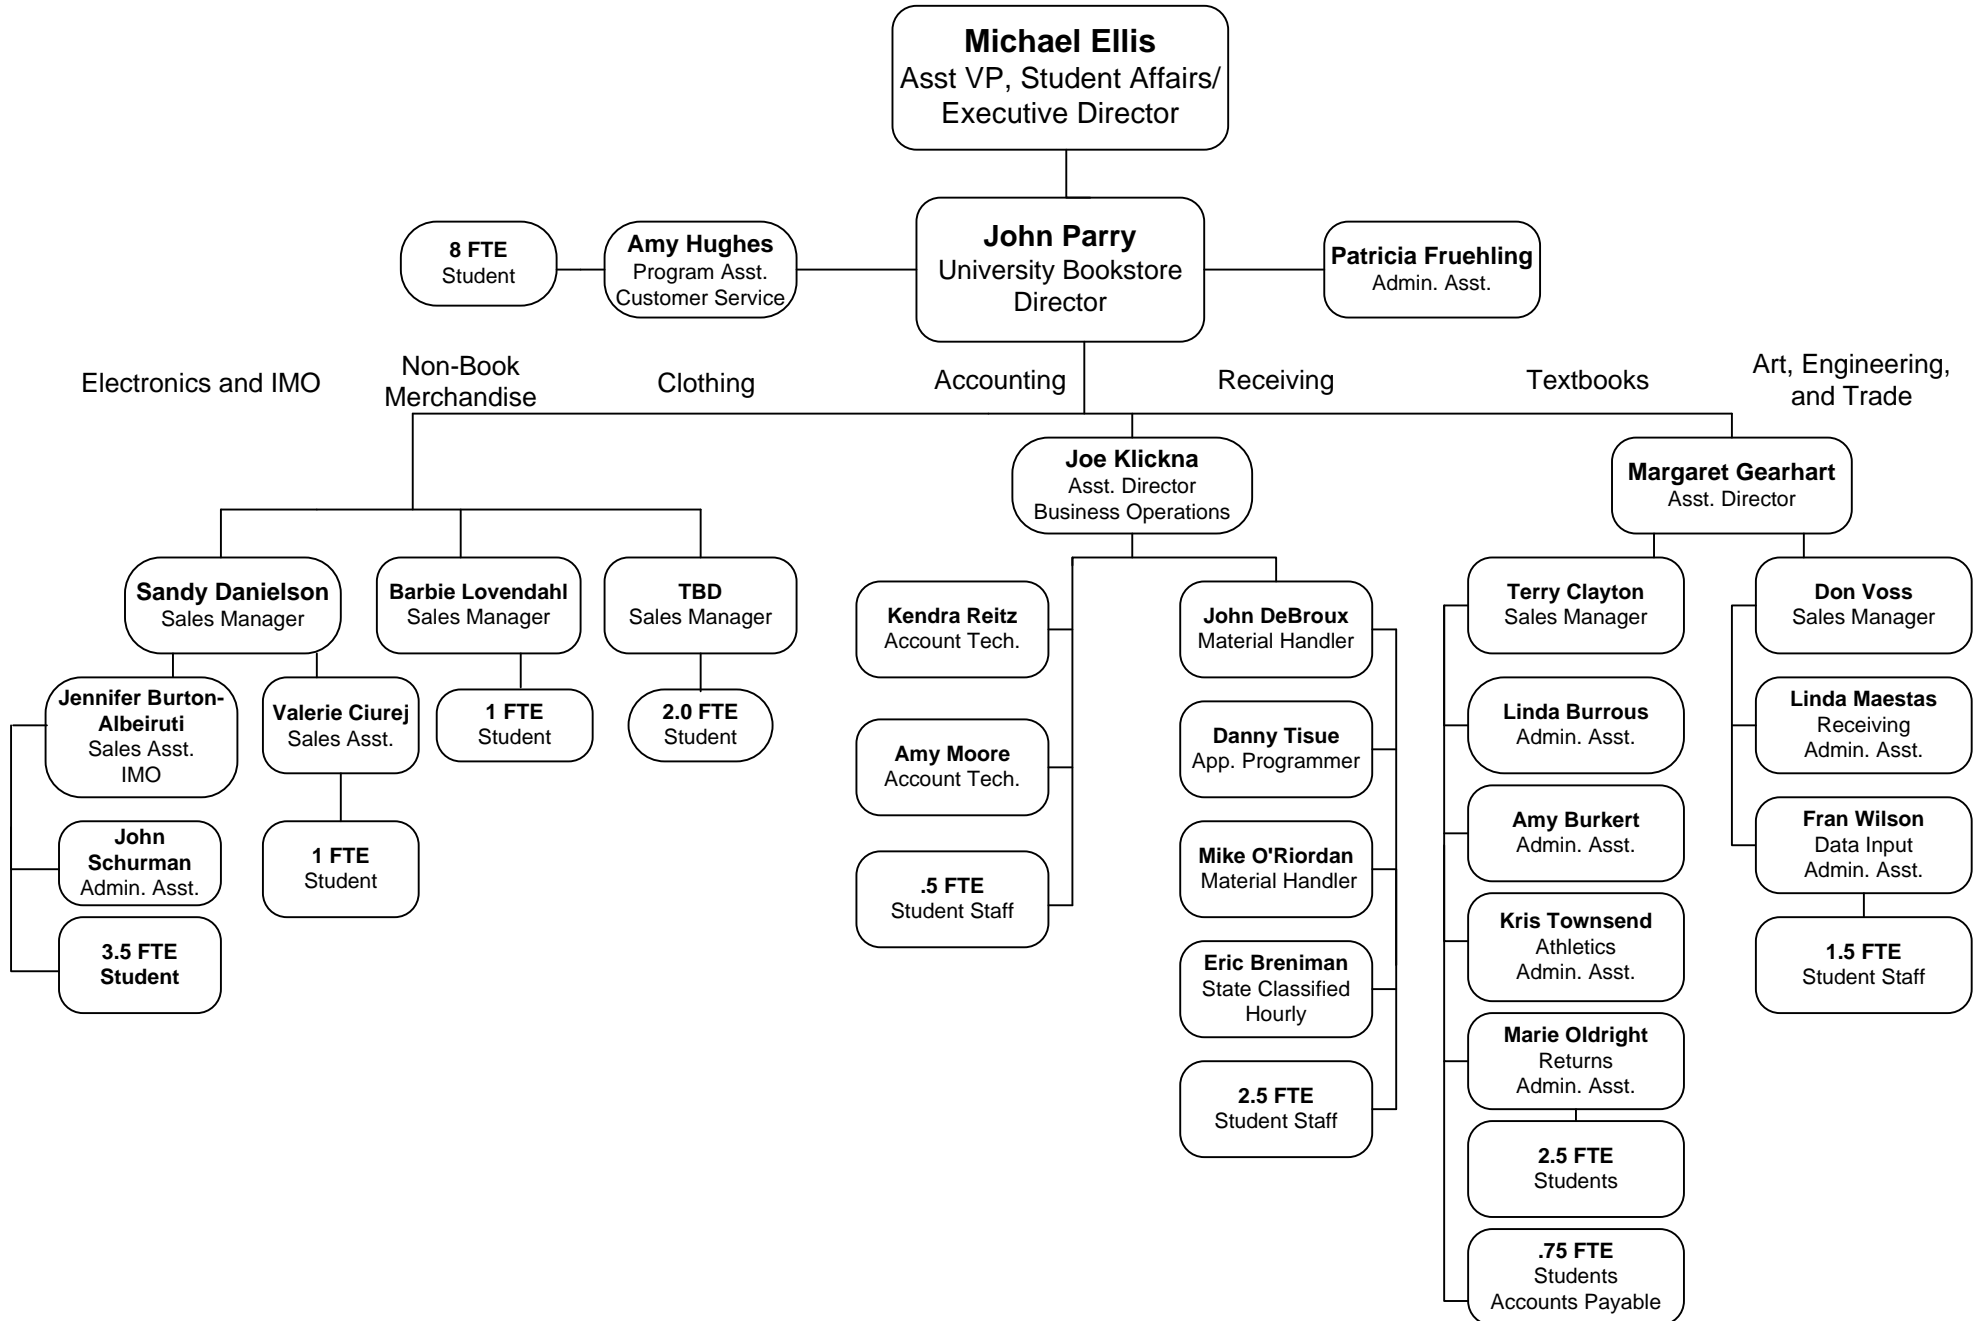 Michael Ellis
Asst VP, Student Affairs/
Executive Director
8 FTE
Student
Amy Hughes
Program Asst.
Customer Service
John Parry
University Bookstore
Director
Patricia Fruehling
Admin. Asst.
Electronics and IMO
Non-Book
Merchandise
Clothing
Accounting
Receiving
Textbooks
Art, Engineering,
and Trade
Joe Klickna
Asst. Director
Business Operations
Margaret Gearhart
Asst. Director
Sandy Danielson
Sales Manager
Barbie Lovendahl
Sales Manager
TBD
Sales Manager
Jennifer Burton-
Albeiruti
Sales Asst.
IMO
Valerie Ciurej
Sales Asst.
1 FTE
Student
2.0 FTE
Student
John
Schurman
Admin. Asst.
1 FTE
Student
3.5 FTE
Student
Kendra Reitz
Account Tech.
Amy Moore
Account Tech.
.5 FTE
Student Staff
John DeBroux
Material Handler
Danny Tisue
App. Programmer
Mike O'Riordan
Material Handler
Eric Breniman
State Classified
Hourly
2.5 FTE
Student Staff
Terry Clayton
Sales Manager
Linda Burrous
Admin. Asst.
Amy Burkert
Admin. Asst.
Kris Townsend
Athletics
Admin. Asst.
Marie Oldright
Returns
Admin. Asst.
2.5 FTE
Students
.75 FTE
Students
Accounts Payable
Don Voss
Sales Manager
Linda Maestas
Receiving
Admin. Asst.
Fran Wilson
Data Input
Admin. Asst.
1.5 FTE
Student Staff